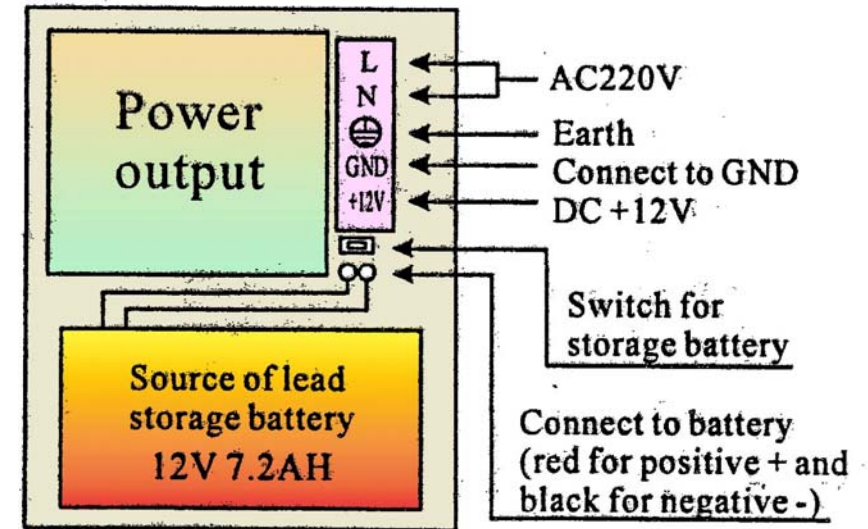 Power
output
L
N
GND
+12V
AC220V
Earth
Connect to GND
DC +12V
Switch for
storage battery
Source of lead
storage battery
12V 7.2AH
Connect to battery
(red for positive + and
black for negative -)